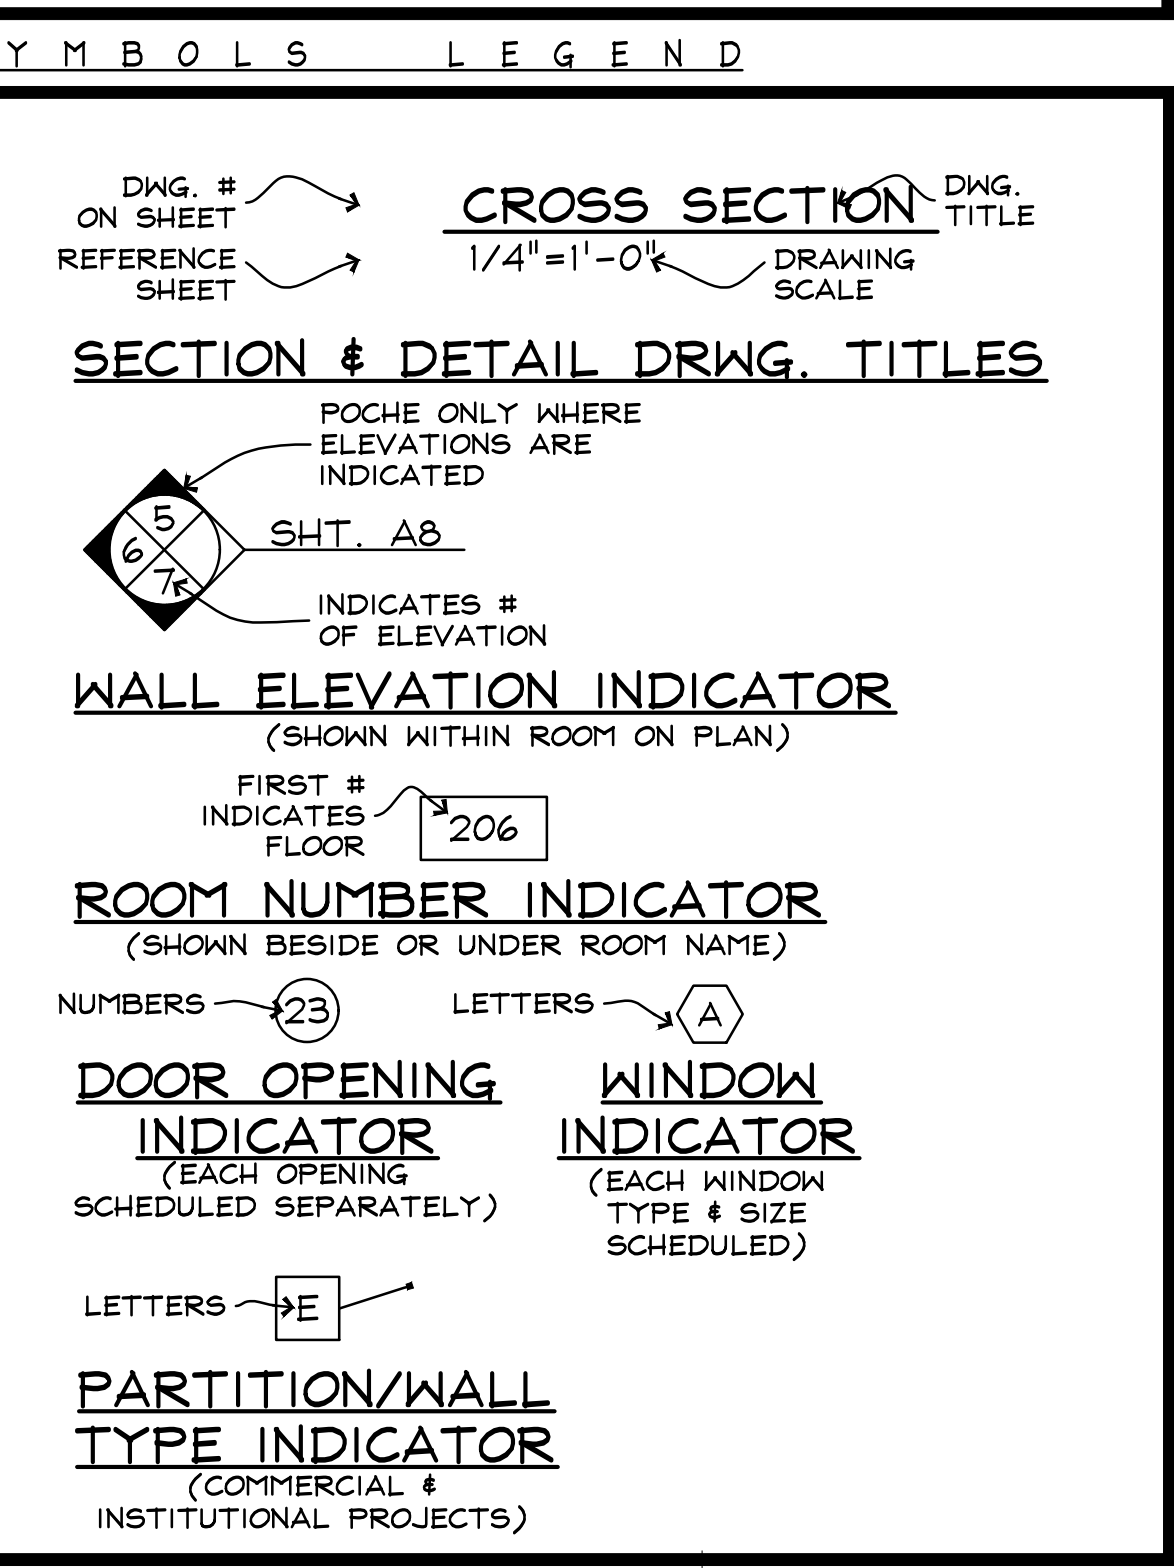 YMBOLS LEGEND
DWG. #
ON SHEET
CROSS SECTION
DWG.
TITLE
REFERENCE
SHEET
1/4"=1'-0"
DRAWING
SCALE
SECTION & DETAIL DRWG. TITLES
POCHE ONLY WHERE
ELEVATIONS ARE
INDICATED
5
6
7
SHT. A8
INDICATES #
OF ELEVATION
WALL ELEVATION INDICATOR
(SHOWN WITHIN ROOM ON PLAN)
FIRST #
INDICATES
FLOOR
206
ROOM NUMBER INDICATOR
(SHOWN BESIDE OR UNDER ROOM NAME)
NUMBERS
23
DOOR OPENING
INDICATOR
(EACH OPENING
SCHEDULED SEPARATELY)
LETTERS
A
WINDOW
INDICATOR
(EACH WINDOW
TYPE & SIZE
SCHEDULED)
LETTERS
E
PARTITION/WALL
TYPE INDICATOR
(COMMERCIAL &
INSTITUTIONAL PROJECTS)